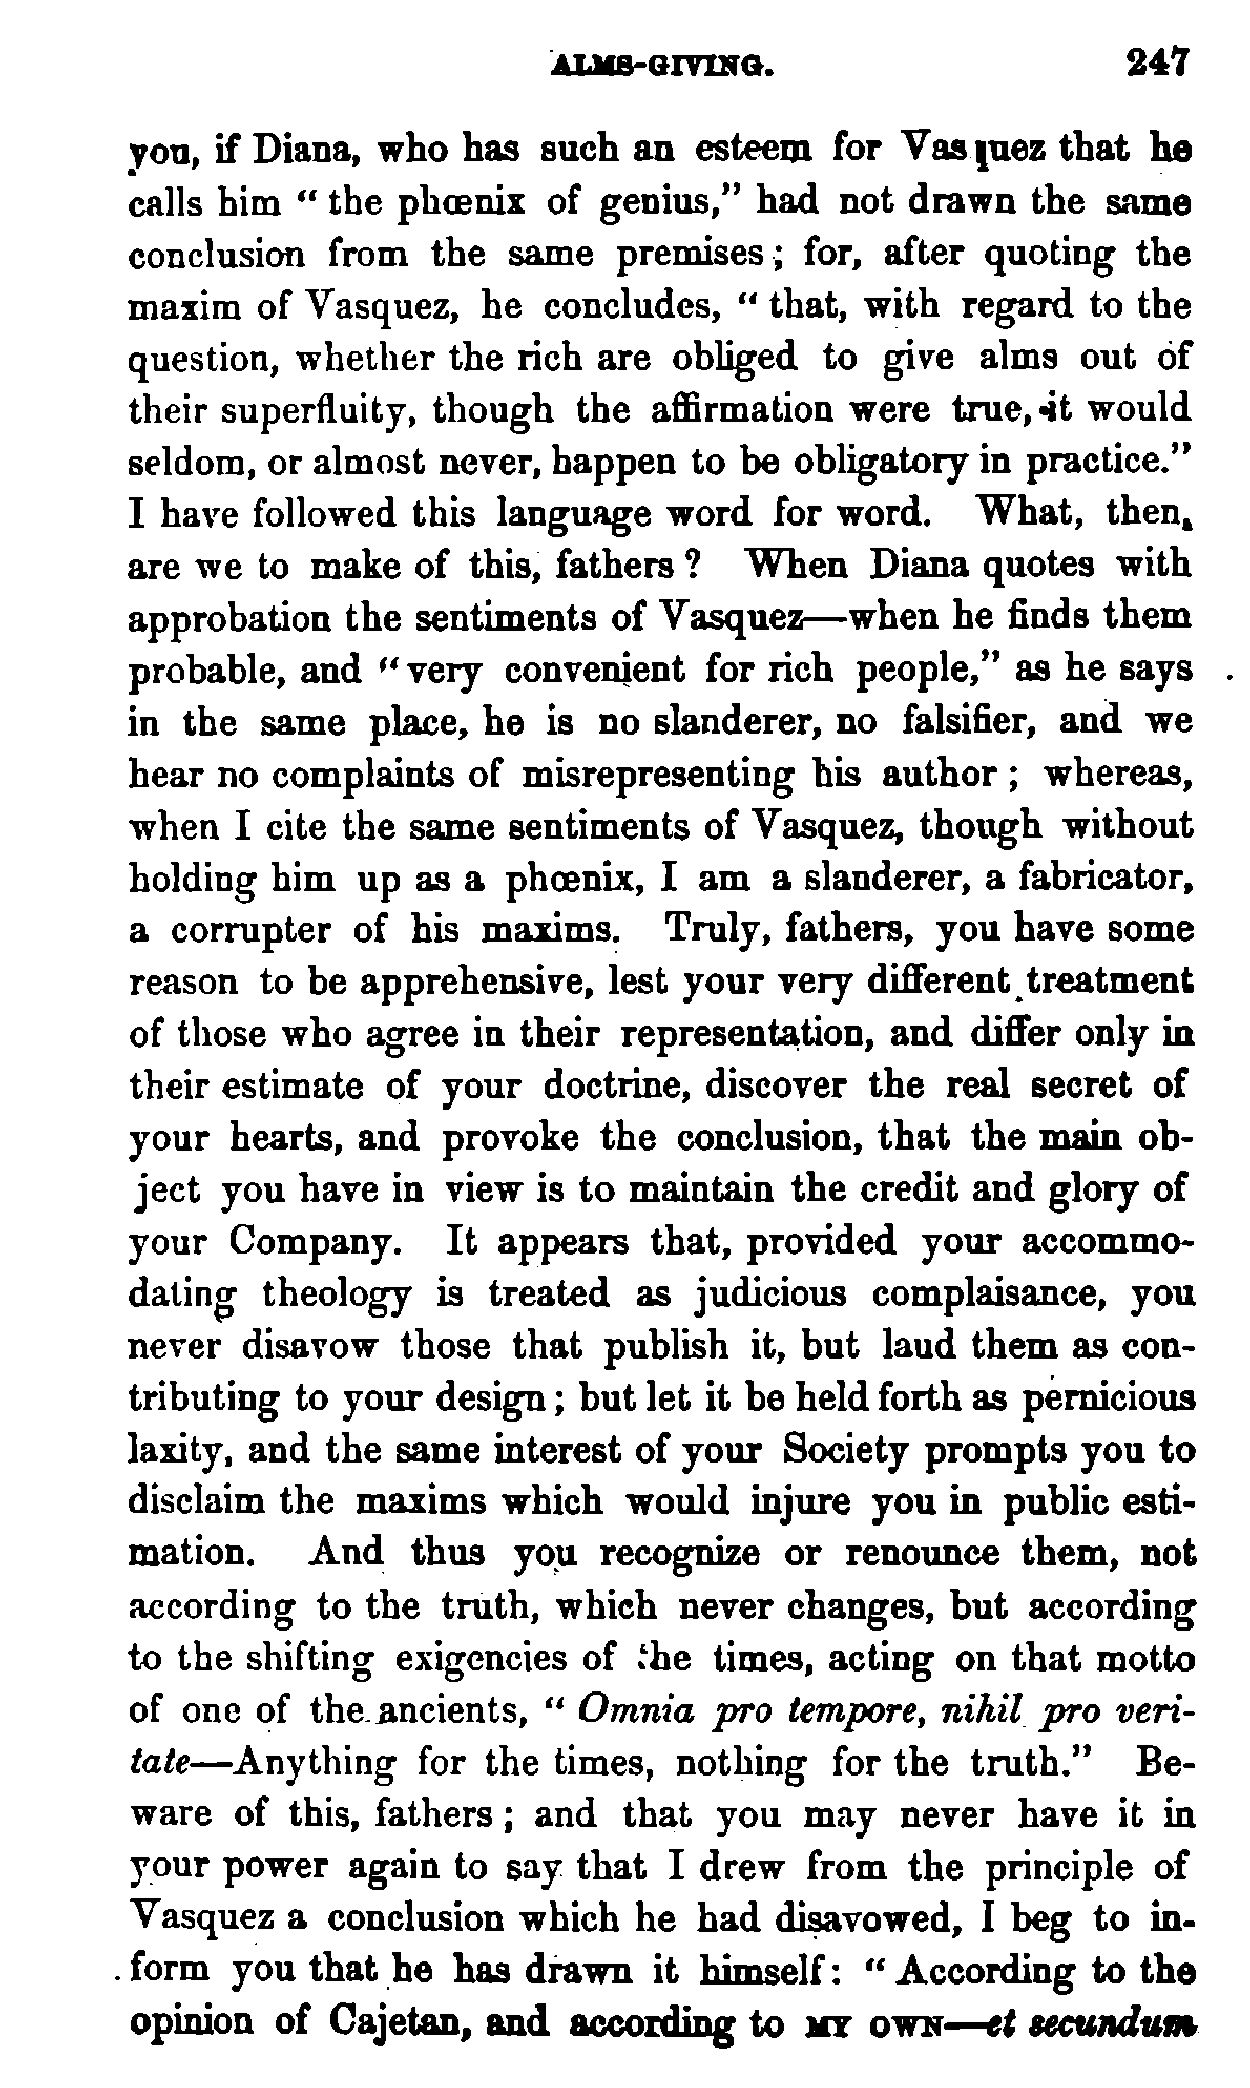 ALMS-GIVING. 247
you, if Diana, who has such an esteem for Vasquez that he
calls him “ the phœnix of genius,” had not drawn the same
conclusion from the same premises ; for, after quoting the
maxim of Vasquez, he concludes, “ that, with regard to the
question, whether the rich are obliged to give alms out of
their superfluity, though the affirmation were true, it would
seldom, or almost never, happen to be obligatory in practice.”
I have followed this language word for word. What, then,
are we to make of this, fathers ? When Diana quotes with
approbation the sentiments of Vasquez—when he finds them
probable, and “ very convenient for rich people,” as he says
in the same place, he is no slanderer, no falsifier, and we
hear no complaints of misrepresenting his author ; whereas,
when I cite the same sentiments of Vasquez, though without
holding him up as a phœnix, I am a slanderer, a fabricator,
a corrupter of his maxims. Truly, fathers, you have some
reason to be apprehensive, lest your very different treatment
of those who agree in their representation, and differ only in
their estimate of your doctrine, discover the real secret of
your hearts, and provoke the conclusion, that the main ob-
ject you have in view is to maintain the credit and glory of
your Company. It appears that, provided your accommo-
dating theology is treated as judicious complaisance, you
never disavow those that publish it, but laud them as con-
tributing to your design ; but let it be held forth as pernicious
laxity, and the same interest of your Society prompts you to
disclaim the maxims which would injure you in public esti-
mation. And thus you recognize or renounce them, not
according to the truth, which never changes, but according
to the shifting exigencies of the times, acting on that motto
of one of the ancients, “ Omnia pro tempore, nihil pro veri-
tate—Anything for the times, nothing for the truth.” Be-
ware of this, fathers ; and that you may never have it in
your power again to say that I drew from the principle of
Vasquez a conclusion which he had disavowed, I beg to in-
form you that he has drawn it himself : “ According to the
opinion of Cajetan, and according to MY OWN—et secundum